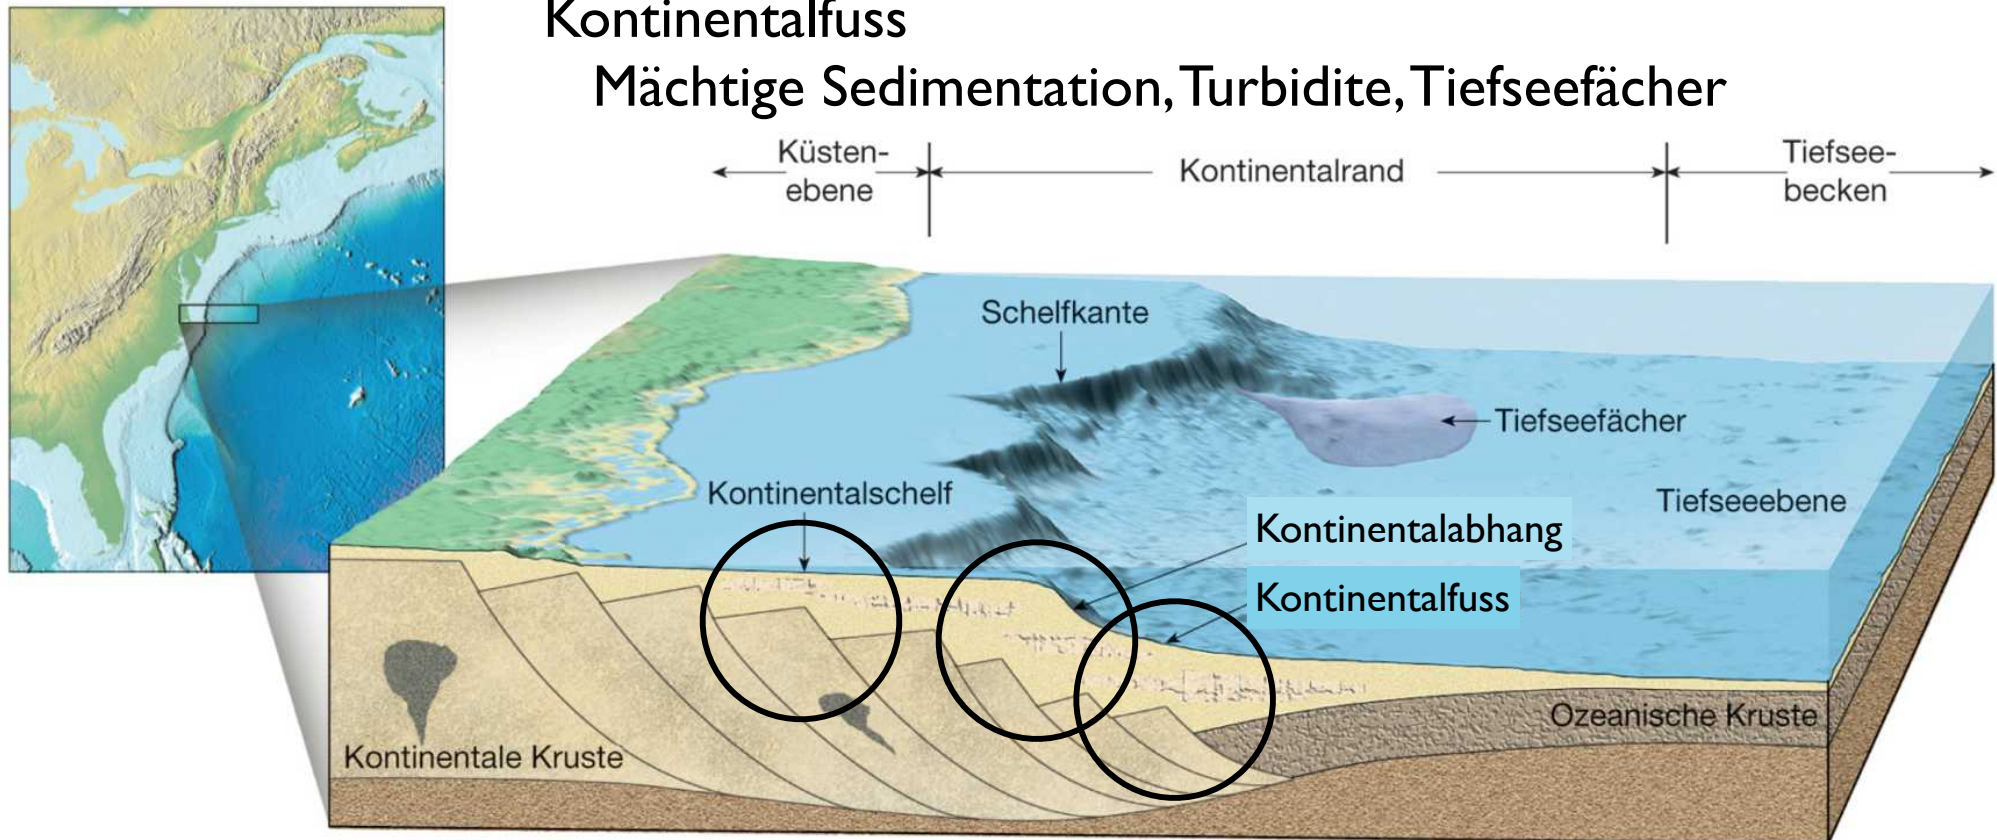 Kontinentalfuss
Mächtige Sedimentation, Turbidite, Tiefseefächer
Küsten-
ebene
Kontinentalrand
Tiefsee-
becken
Schelfkante
Tiefseefächer
Kontinentalschelf
Tiefseeebene
Kontinentalabhang
Kontinentalfuss
Ozeanische Kruste
Kontinentale Kruste